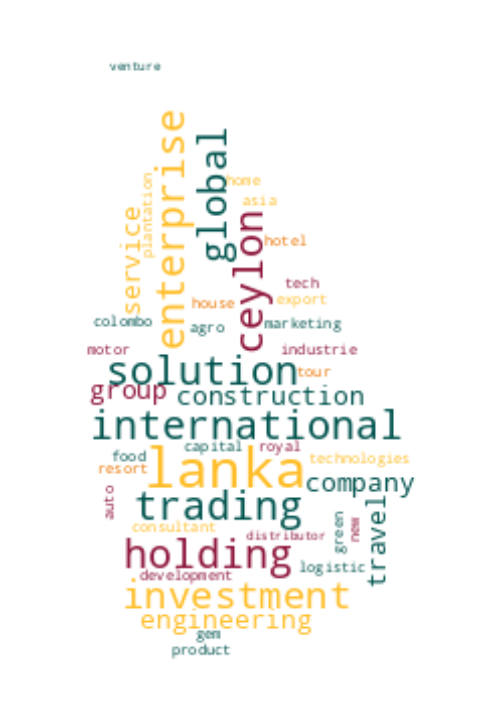 venture
enterprise
global
plantation
home
service
asia
ceylon
hotel
tech
house
export
colombo
agro
marketing
motor
industrie
solution
tour
group
construction
international
capital
royal
food
lanka
technologies
resort
company
auto
trading
travel
green
new
consultant
distributor
holding
logistic
development
investment
engineering
gem
product